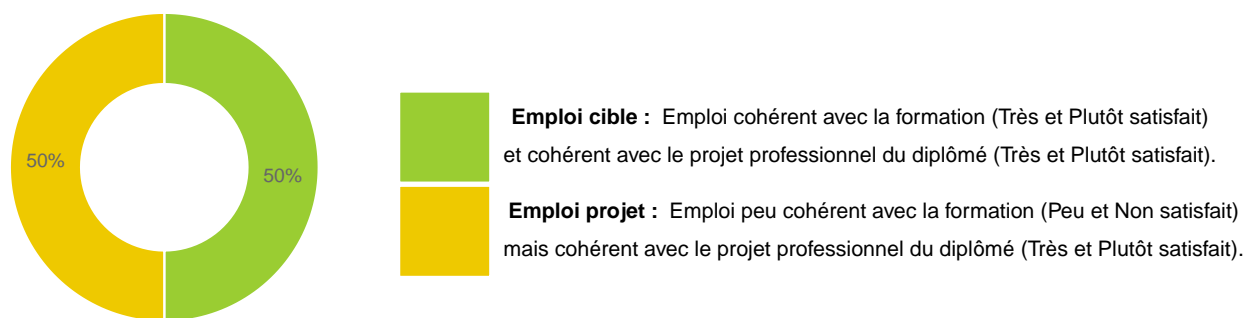 50%
50%
Emploi cible : Emploi cohérent avec la formation (Très et Plutôt satisfait)
et cohérent avec le projet professionnel du diplômé (Très et Plutôt satisfait).
Emploi projet : Emploi peu cohérent avec la formation (Peu et Non satisfait)
mais cohérent avec le projet professionnel du diplômé (Très et Plutôt satisfait).